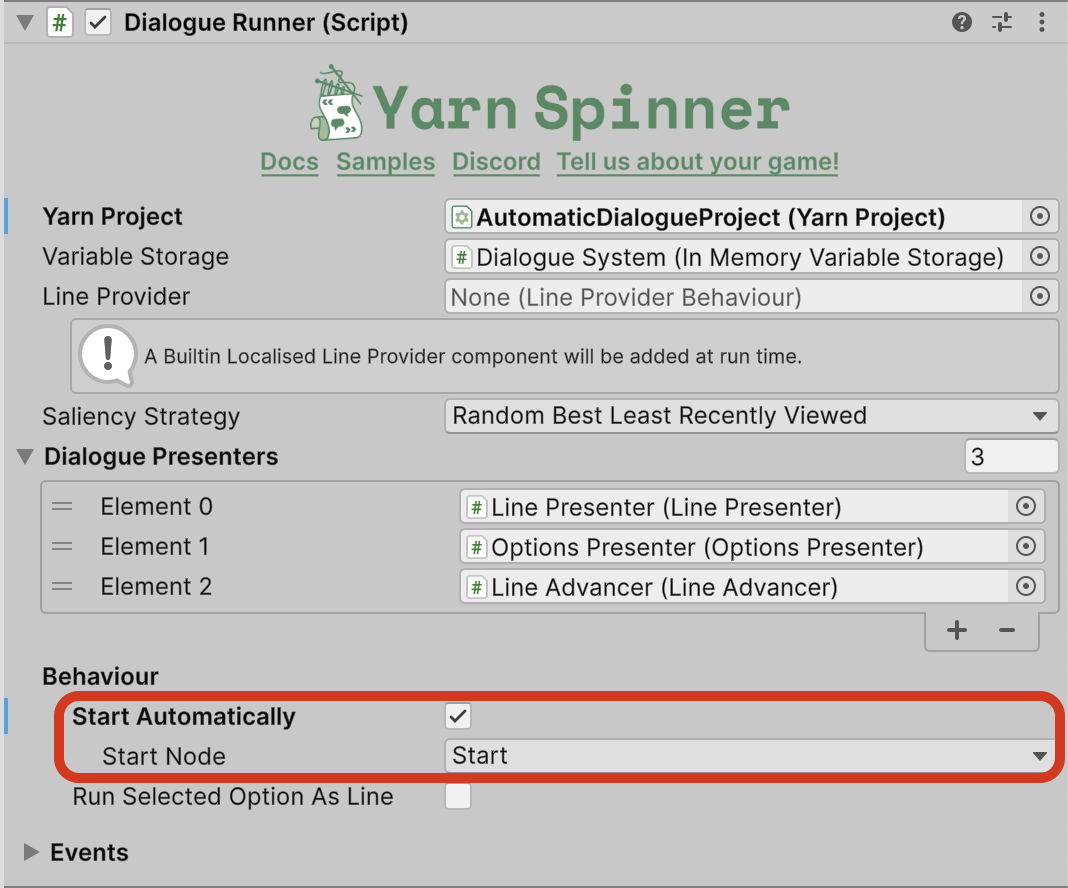 Dialogue Runner (Script)
Yarn Spinner
Docs Samples Discord Tell us about your game!
Yarn Project AutomaticDialogueProject (Yarn Project)
Variable Storage # Dialogue System (In Memory Variable Storage)
Line Provider None (Line Provider Behaviour)
A Builtin Localised Line Provider component will be added at run time.
Saliency Strategy Random Best Least Recently Viewed
Dialogue Presenters 3
Element 0 # Line Presenter (Line Presenter)
Element 1 # Options Presenter (Options Presenter)
Element 2 # Line Advancer (Line Advancer)
Behaviour
Start Automatically
Start Node Start
Run Selected Option As Line
Events